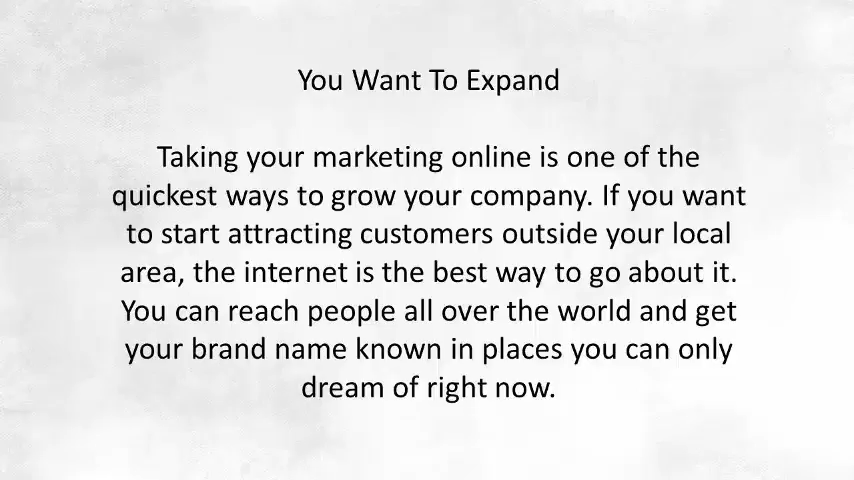 You Want To Expand
Taking your marketing online is one of the
quickest ways to grow your company. If you want
to start attracting customers outside your local
area, the internet is the best way to go about it.
You can reach people all over the world and get
your brand name known in places you can only
dream of right now.